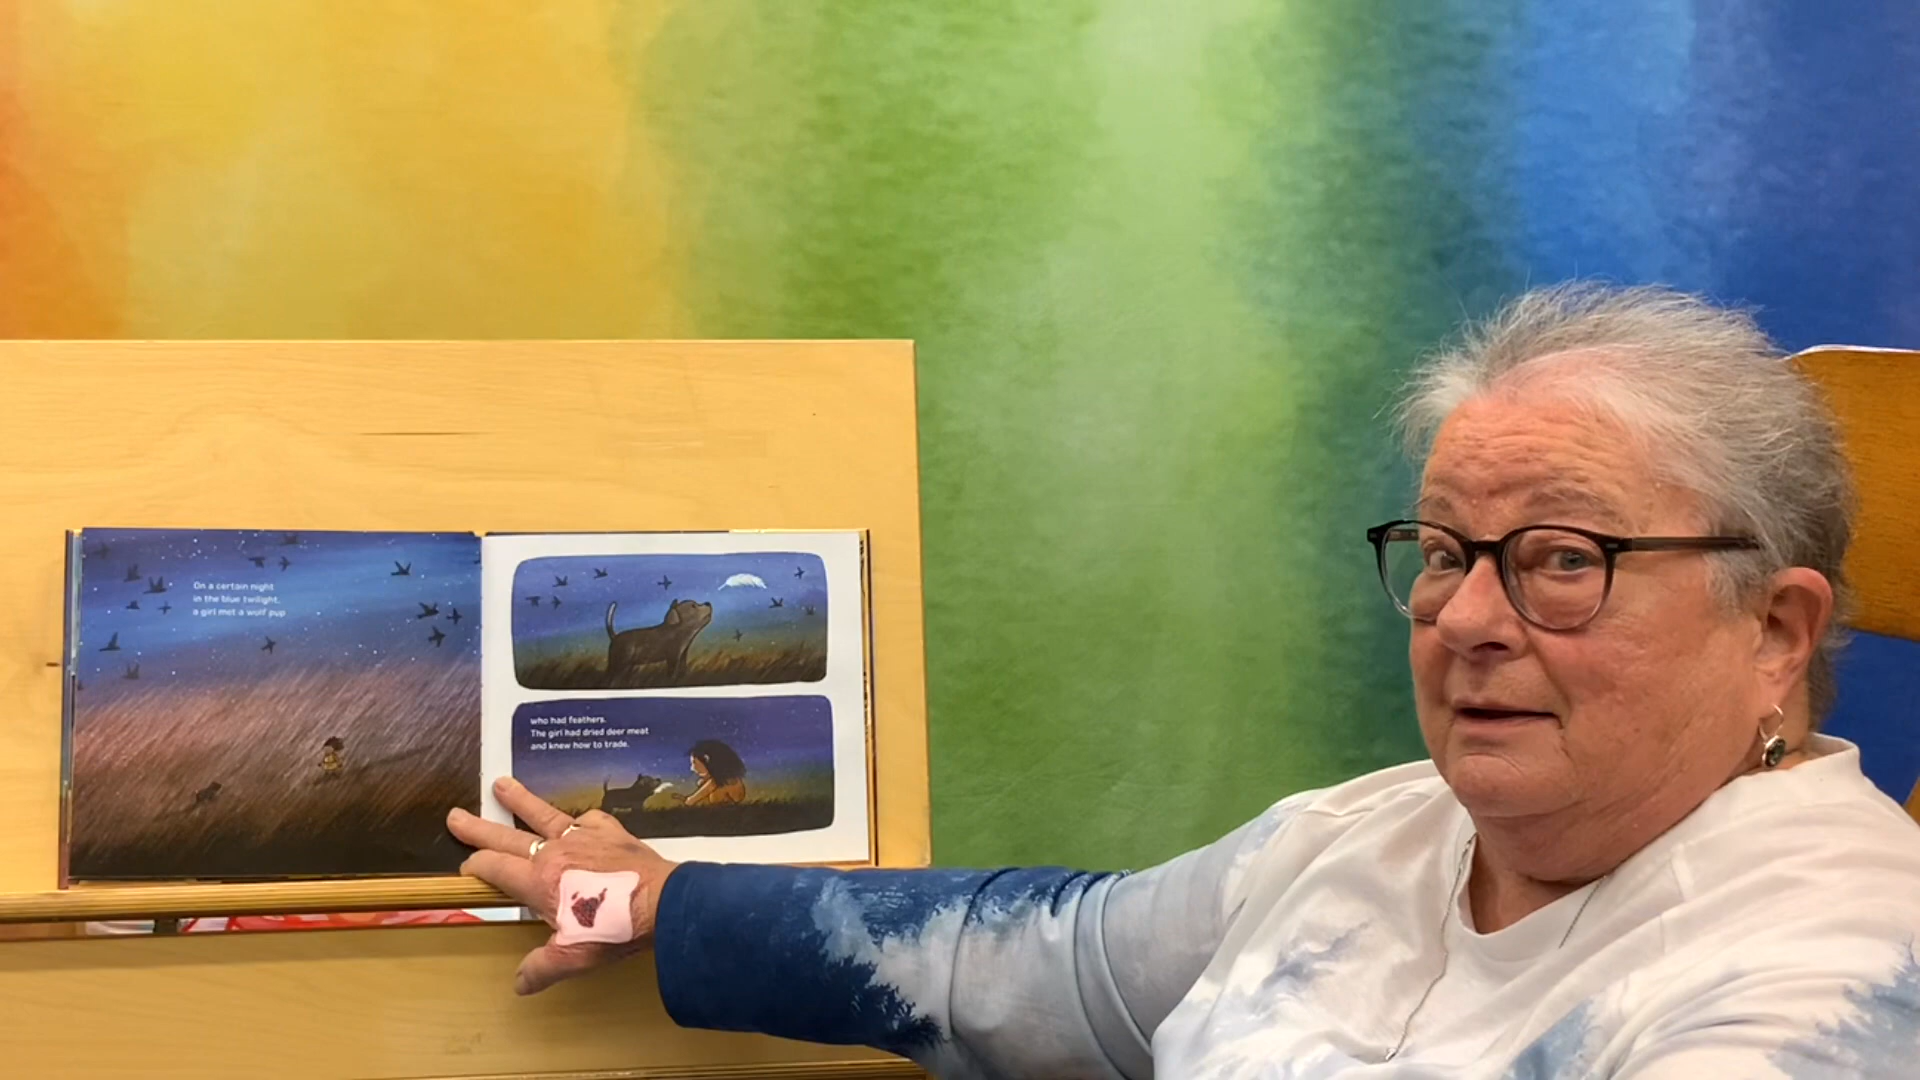 On a certain night
in the blue twilight,
a girl met a wolf pup
who had feathers.
The girl had dried deer meat
and knew how to trade.